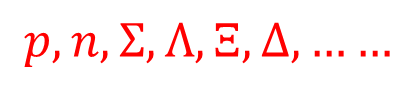 p, n, Σ, Λ, Ξ, Δ, … …